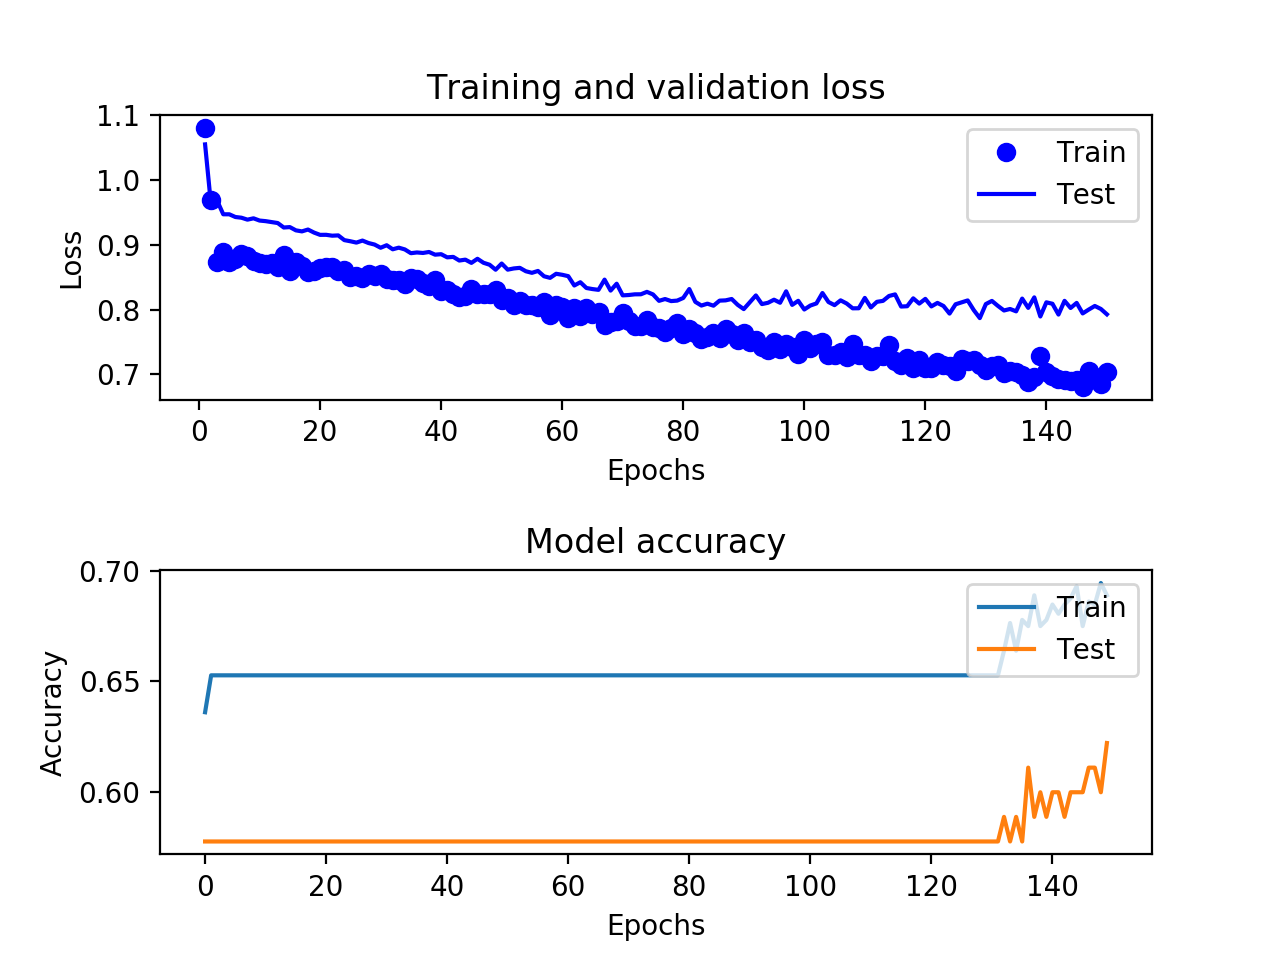 Training and validation loss
1.1
1.0
0.9
0.8
0.7
Loss
Train
Test
0 20 40 60 80 100 120 140
Epochs
Model accuracy
0.70
0.65
0.60
Accuracy
Train
Test
0 20 40 60 80 100 120 140
Epochs